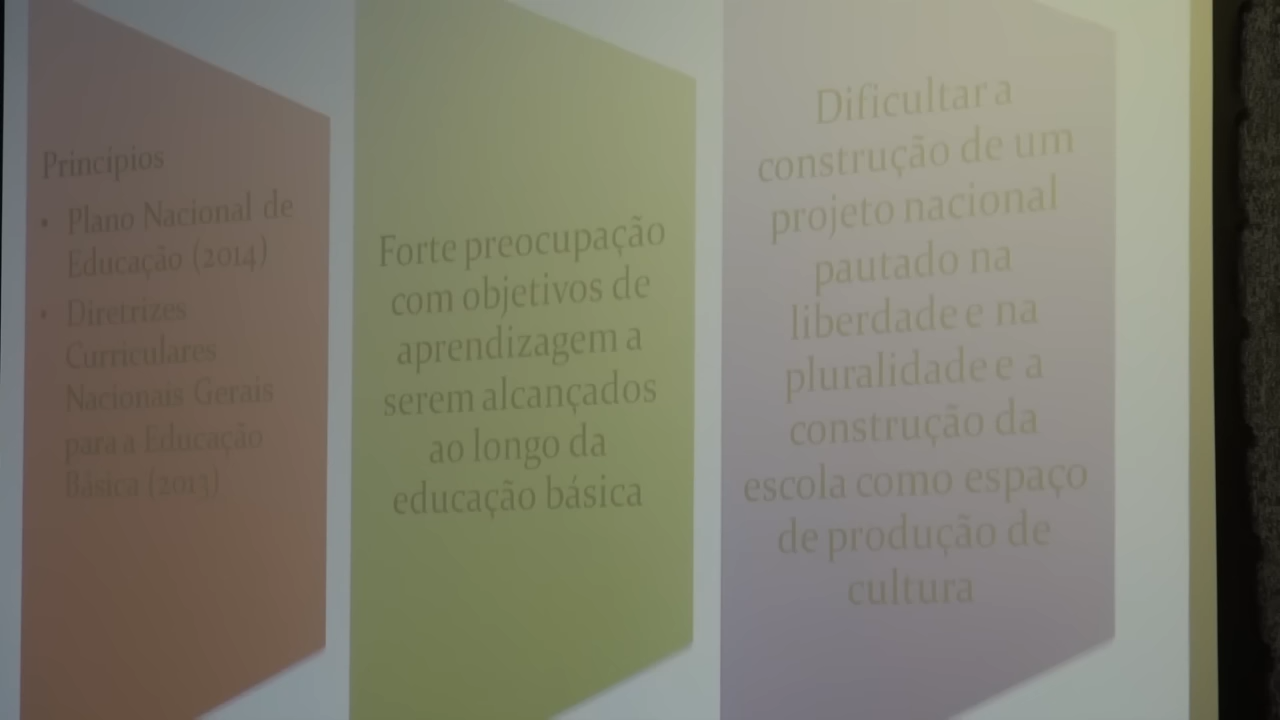 Principios
• Plano Nacional de
Educação (2014)
• Diretrizes
Curriculares
Nacionais Gerais
para a Educação
Básica (2013)
Forte preocupação
com objetivos de
aprendizagem a
serem alcançados
ao longo da
educação básica
Dificultar a
construção de um
projeto nacional
pautado na
liberdade e na
pluralidade e a
construção da
escola como espaço
de produção de
cultura